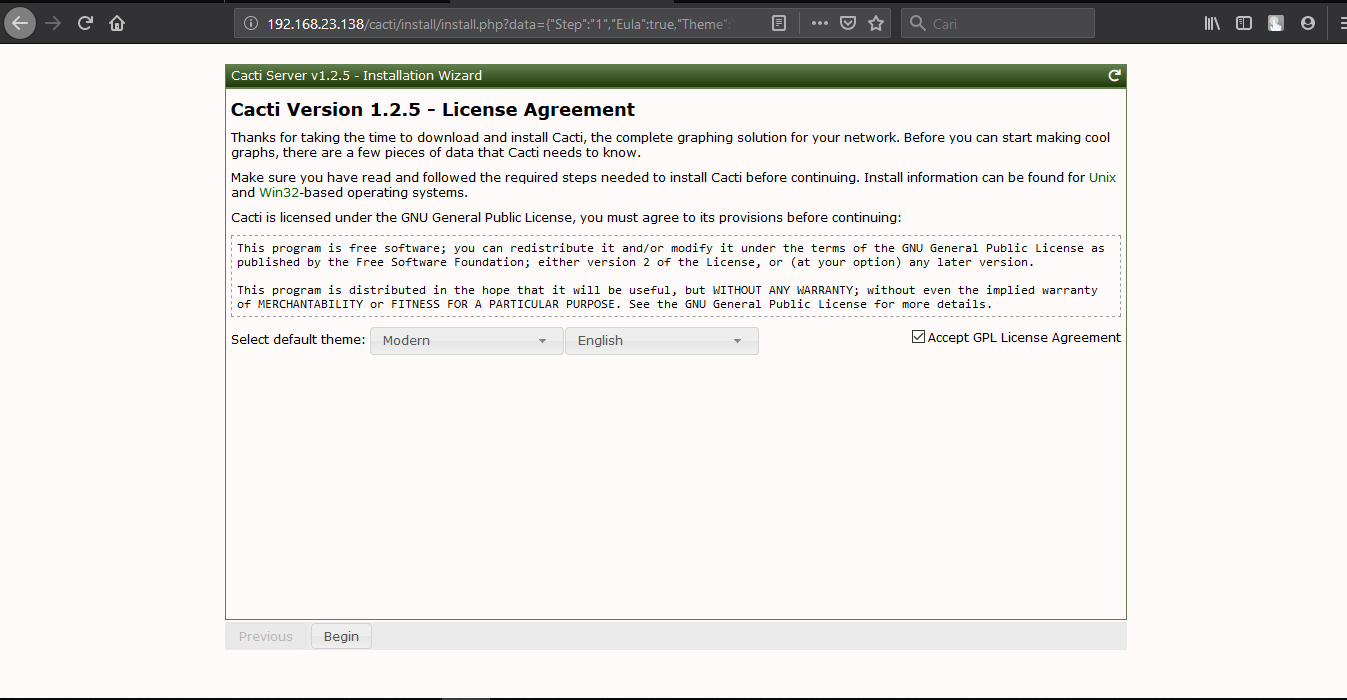 192.168.23.138/cacti/install/install.php?data={"Step":"1","Eula":true,"Theme":
Cari
Cacti Server v1.2.5 - Installation Wizard
Cacti Version 1.2.5 - License Agreement
Thanks for taking the time to download and install Cacti, the complete graphing solution for your network. Before you can start making cool
graphs, there are a few pieces of data that Cacti needs to know.
Make sure you have read and followed the required steps needed to install Cacti before continuing. Install information can be found for Unix
and Win32-based operating systems.
Cacti is licensed under the GNU General Public License, you must agree to its provisions before continuing:
This program is free software; you can redistribute it and/or modify it under the terms of the GNU General Public License as
published by the Free Software Foundation; either version 2 of the License, or (at your option) any later version.
This program is distributed in the hope that it will be useful, but WITHOUT ANY WARRANTY; without even the implied warranty
of MERCHANTABILITY or FITNESS FOR A PARTICULAR PURPOSE. See the GNU General Public License for more details.
Select default theme: Modern English Accept GPL License Agreement
Previous Begin